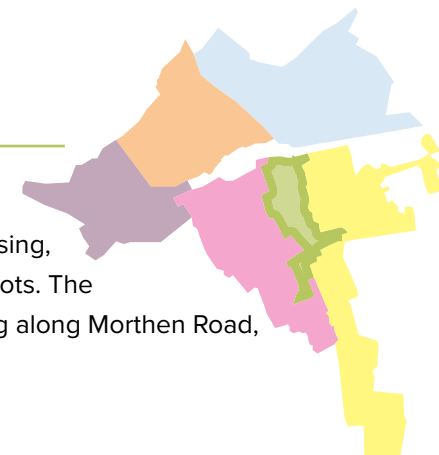 sing,
ots. The
g along Morthen Road,